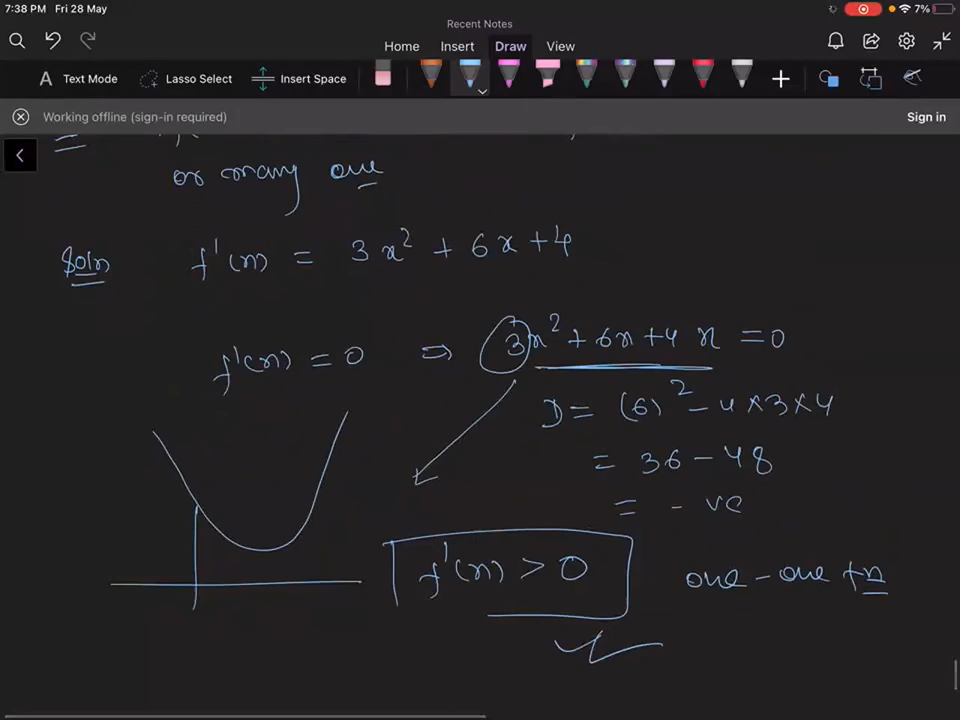 7:38 PM Fri 28 May
7%
Recent Notes
Home Insert Draw View
Text Mode Lasso Select Insert Space
Working offline (sign-in required)
Sign in
or many one
Soln f'(x) = 3x² + 6x + 4
f'(x) = 0 ⇒ 3x² + 6x + 4 x = 0
D = (6)² - 4×3×4
= 36 - 48
= - ve
f'(x) > 0 one-one fn